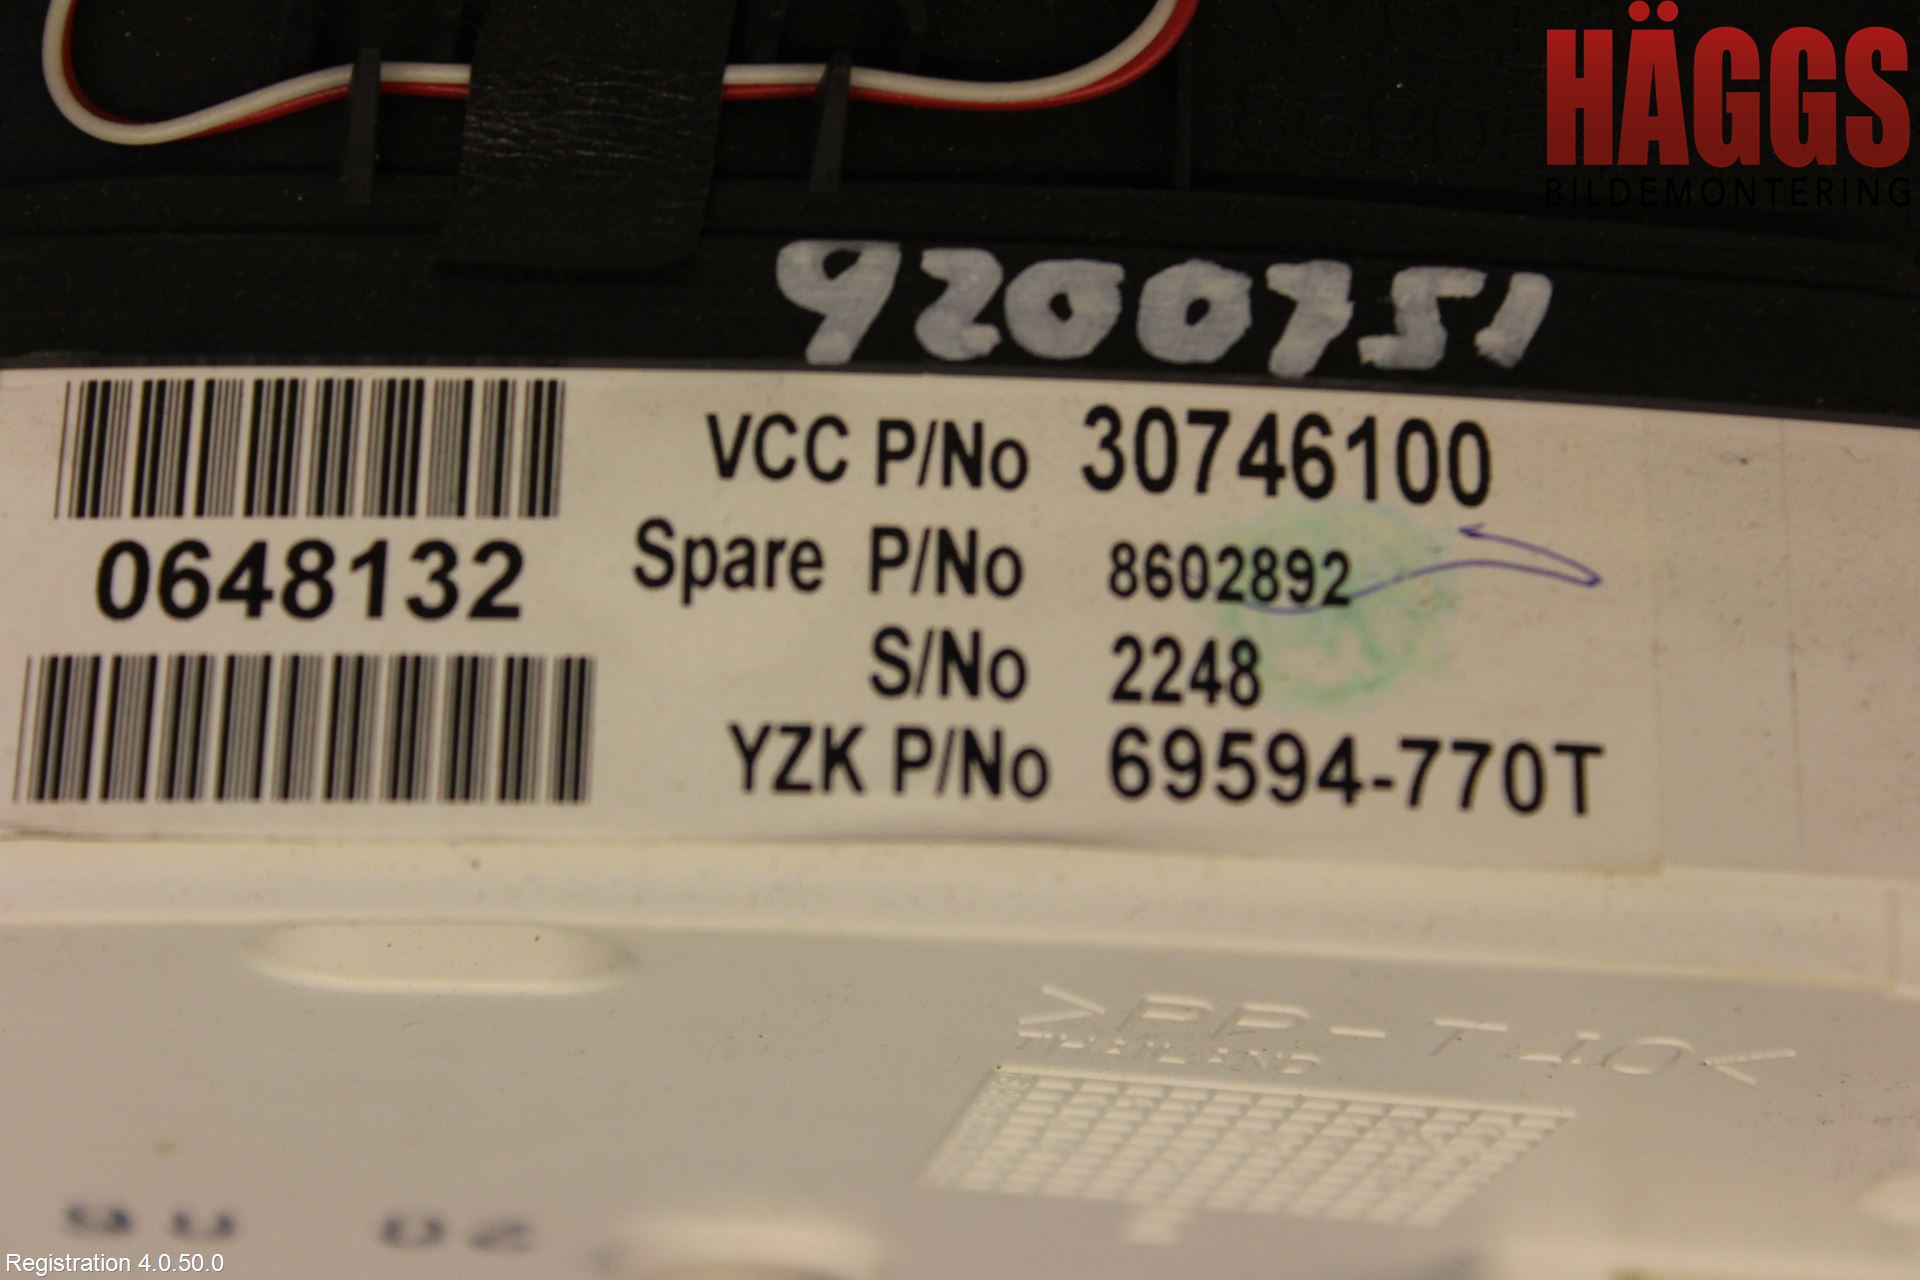 HÄGGS
BILDEMONTERING
9200751
VCC P/No 30746100
0648132
Spare P/No 8602892
S/No 2248
YZK P/No 69594-770T
>PP-T40<
THAILAND
Registration 4.0.50.0